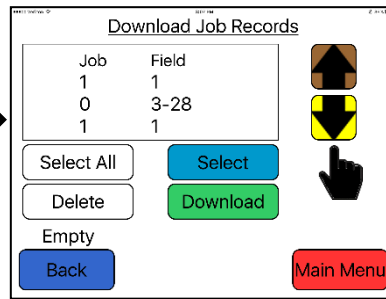 Download Job Records
Job Field
1 1
0 3-28
1 1
Select All Select
Delete Download
Empty
Back Main Menu